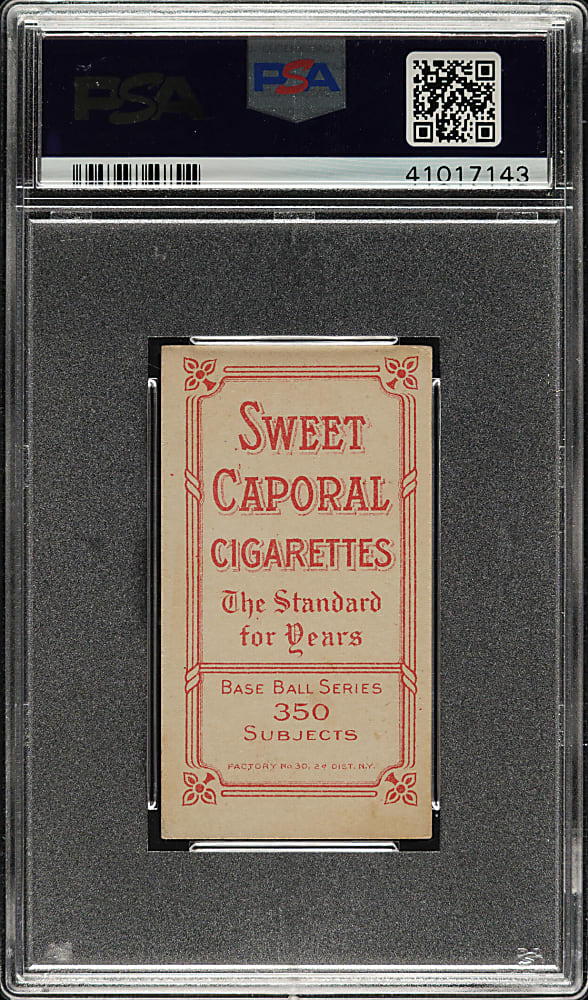 PSA
PSA
41017143
SWEET
CAPORAL
CIGARETTES
The Standard
for Years
BASE BALL SERIES
350
SUBJECTS
FACTORY No 30, 2d DIST. N.Y.